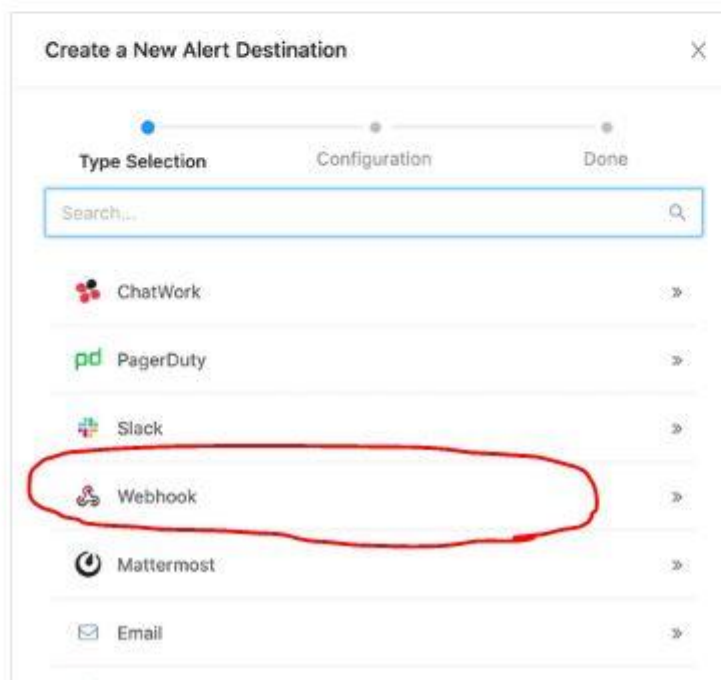 Create a New Alert Destination
Type Selection
Configuration
Done
Search...
ChatWork
pd PagerDuty
Slack
Webhook
Mattermost
Email